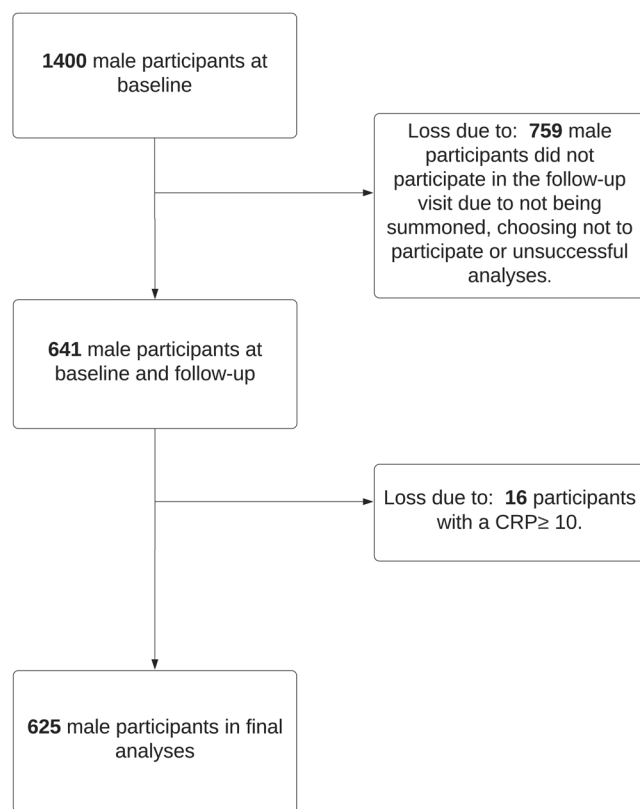 1400 male participants at
baseline
Loss due to:  759 male
participants did not
participate in the follow-up
visit due to not being
summoned, choosing not to
participate or unsuccessful
analyses.
641 male participants at
baseline and follow-up
Loss due to:  16 participants
with a CRP≥ 10.
625 male participants in final
analyses